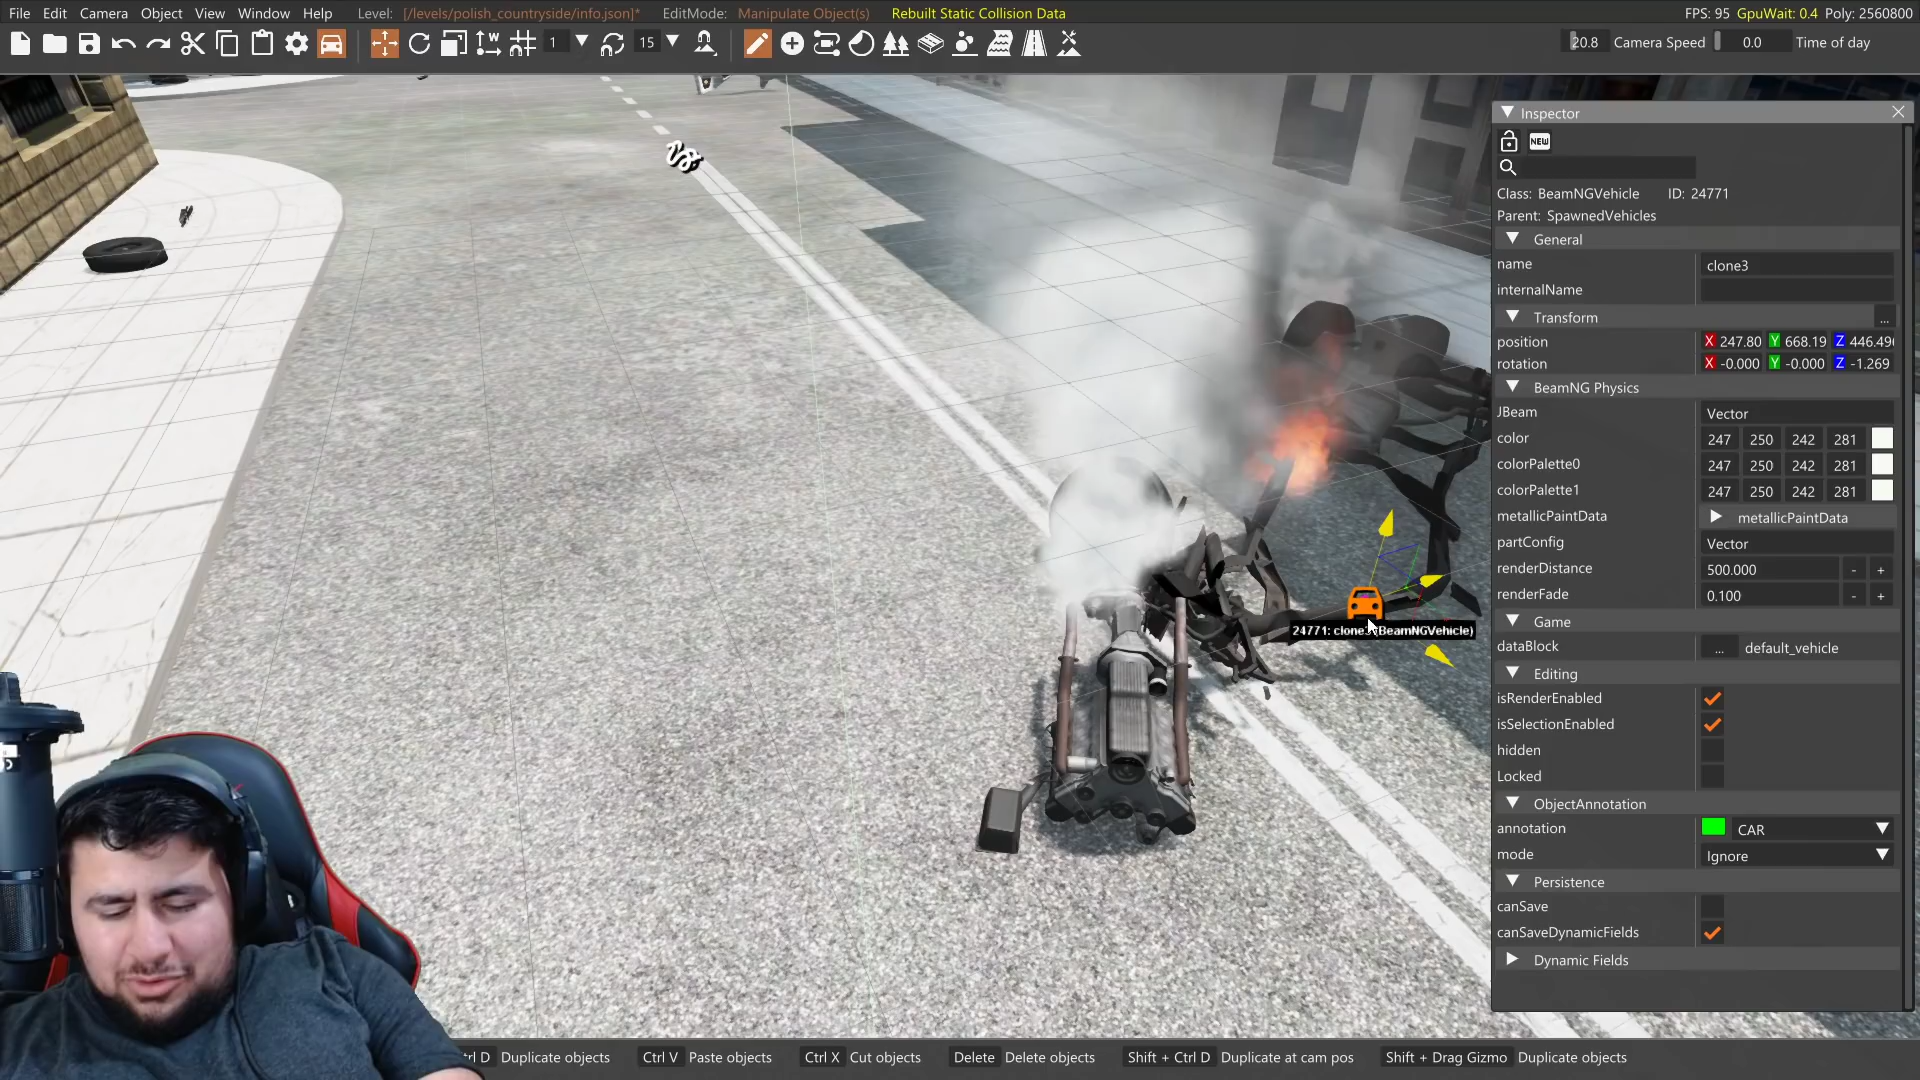 File Edit Camera Object View Window Help Level: [/levels/polish_countryside/info.json]* EditMode: Manipulate Object(s) Rebuilt Static Collision Data FPS: 95 GpuWait: 0.4 Poly: 2560800
1 15 20.8 Camera Speed 0.0 Time of day
Inspector
NEW
Class: BeamNGVehicle ID: 24771
Parent: SpawnedVehicles
General
name clone3
internalName
Transform ...
position X 247.80 Y 668.19 Z 446.496
rotation X -0.000 Y -0.000 Z -1.269
BeamNG Physics
JBeam Vector
color 247 250 242 281
colorPalette0 247 250 242 281
colorPalette1 247 250 242 281
metallicPaintData metallicPaintData
partConfig Vector
renderDistance 500.000 - +
renderFade 0.100 - +
Game
dataBlock ... default_vehicle
Editing
isRenderEnabled
isSelectionEnabled
hidden
Locked
ObjectAnnotation
annotation CAR
mode Ignore
Persistence
canSave
canSaveDynamicFields
Dynamic Fields
24771: clone3 (BeamNGVehicle)
D Duplicate objects Ctrl V Paste objects Ctrl X Cut objects Delete Delete objects Shift + Ctrl D Duplicate at cam pos Shift + Drag Gizmo Duplicate objects